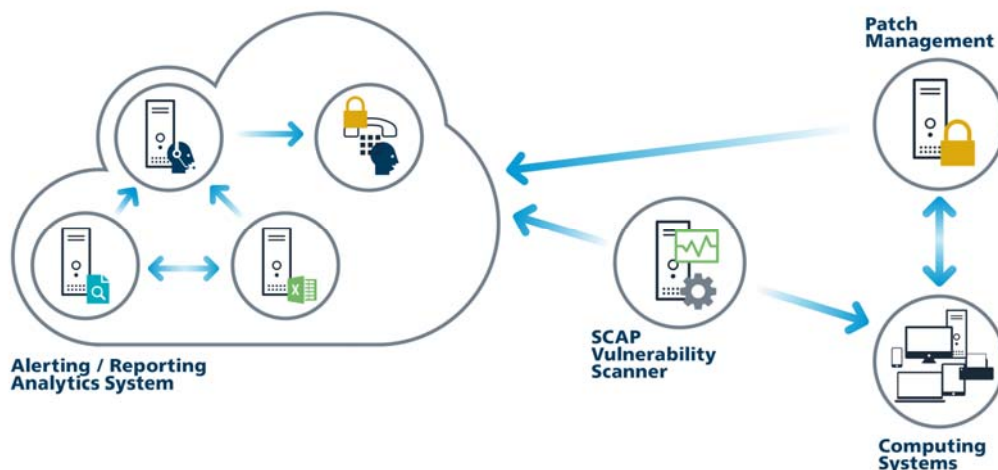 Patch
Management
X
SCAP
Vulnerability
Scanner
Alerting / Reporting
Analytics System
Computing
Systems